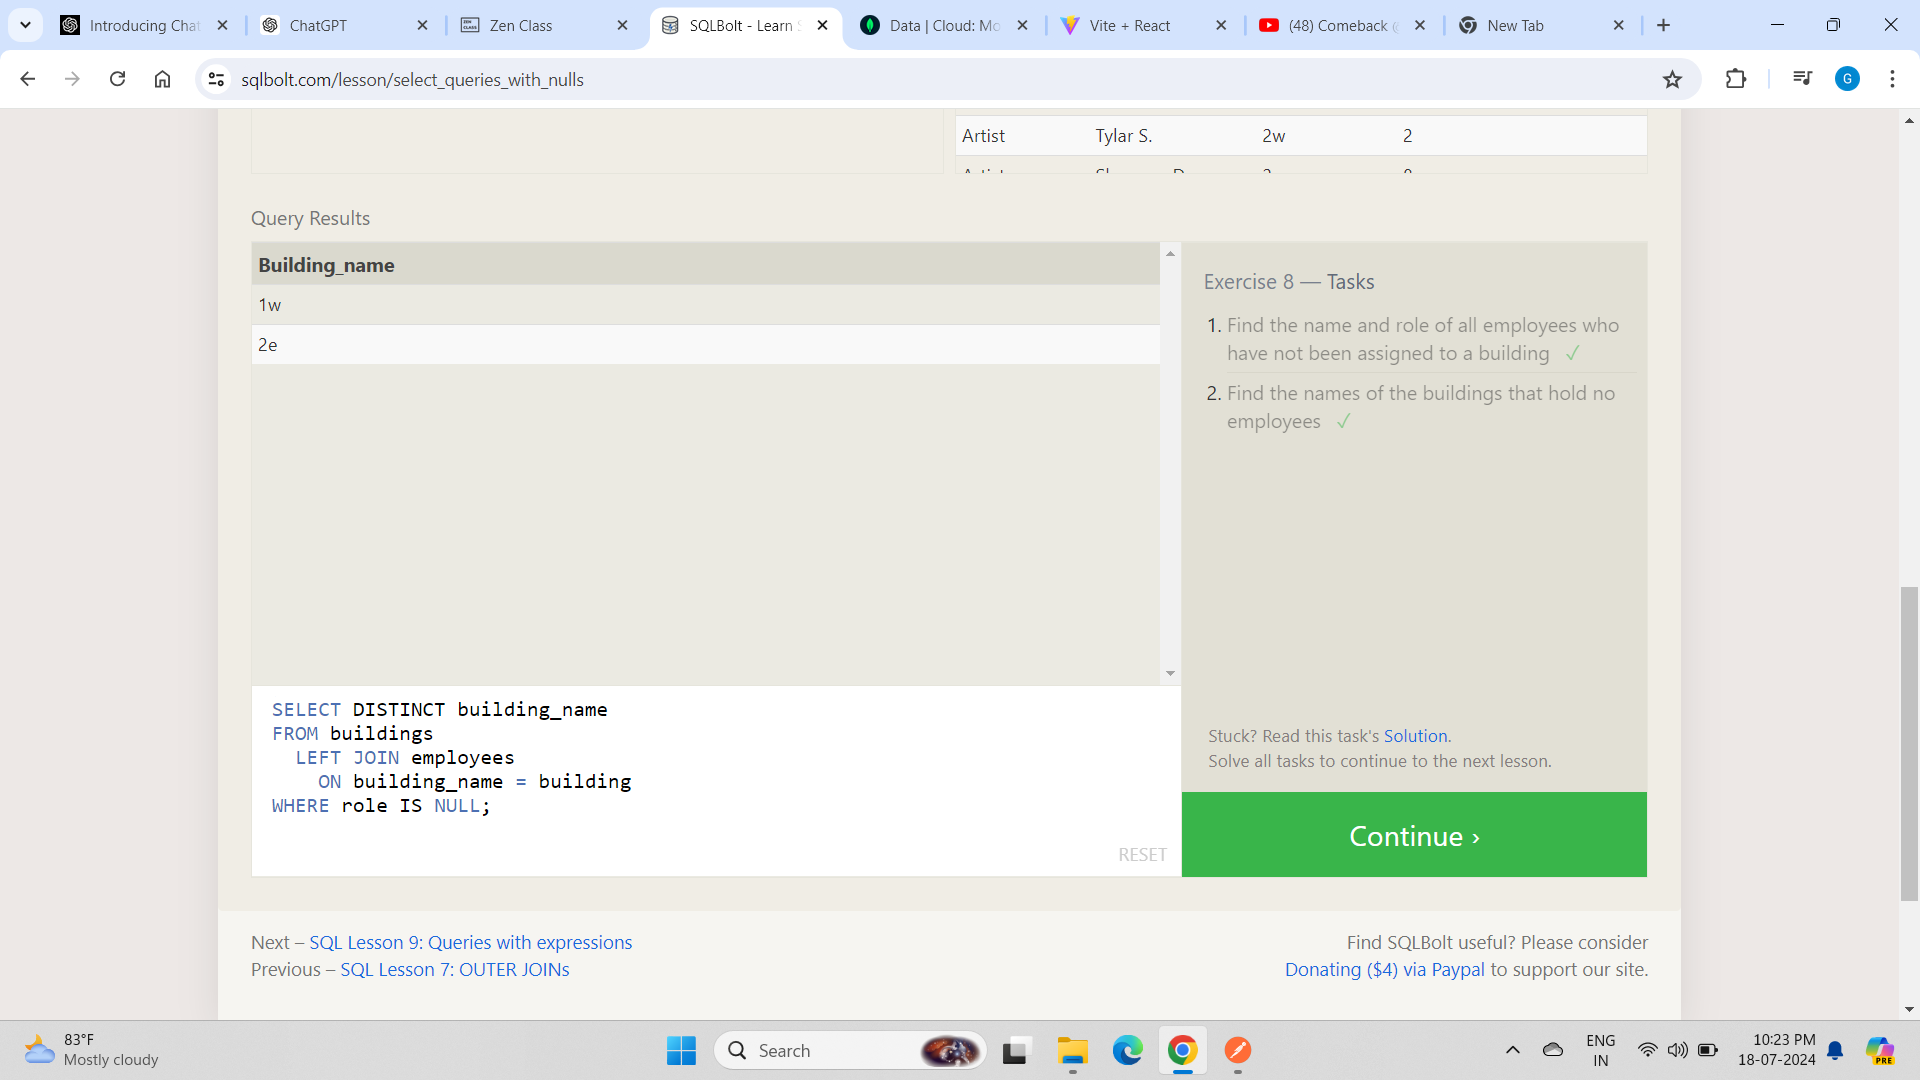 Introducing Chat
ChatGPT
Zen Class
SQLBolt - Learn S
Data | Cloud: Mo
Vite + React
(48) Comeback
New Tab
sqlbolt.com/lesson/select_queries_with_nulls
G
Artist Tylar S. 2w 2
Query Results
Building_name
1w
2e
Exercise 8 — Tasks
1. Find the name and role of all employees who
have not been assigned to a building ✓
2. Find the names of the buildings that hold no
employees ✓
SELECT DISTINCT building_name
FROM buildings
LEFT JOIN employees
ON building_name = building
WHERE role IS NULL;
RESET
Stuck? Read this task's Solution.
Solve all tasks to continue to the next lesson.
Continue ›
Next – SQL Lesson 9: Queries with expressions
Previous – SQL Lesson 7: OUTER JOINs
Find SQLBolt useful? Please consider
Donating ($4) via Paypal to support our site.
83°F
Mostly cloudy
Search
ENG
IN
10:23 PM
18-07-2024
PRE